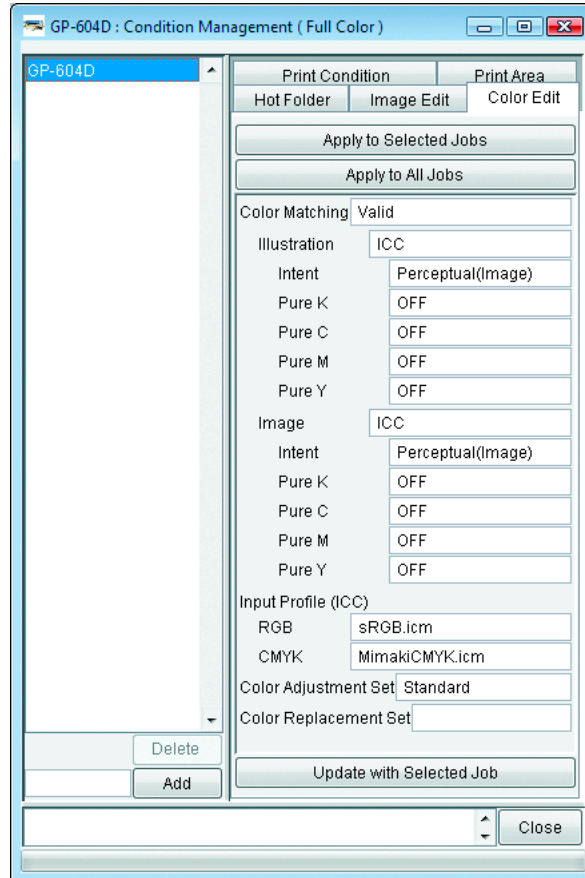 GP-604D : Condition Management ( Full Color )
GP-604D
Print Condition Print Area
Hot Folder Image Edit Color Edit
Apply to Selected Jobs
Apply to All Jobs
Color Matching Valid
Illustration ICC
Intent Perceptual(Image)
Pure K OFF
Pure C OFF
Pure M OFF
Pure Y OFF
Image ICC
Intent Perceptual(Image)
Pure K OFF
Pure C OFF
Pure M OFF
Pure Y OFF
Input Profile (ICC)
RGB sRGB.icm
CMYK MimakiCMYK.icm
Color Adjustment Set Standard
Color Replacement Set
Delete
Add
Update with Selected Job
Close